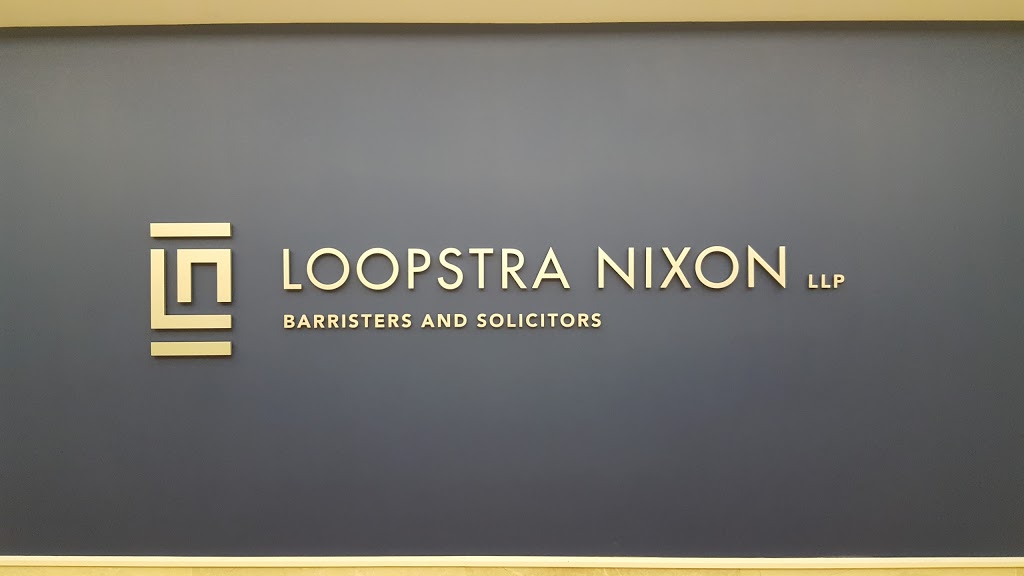 LOOPSTRA NIXON LLP
BARRISTERS AND SOLICITORS